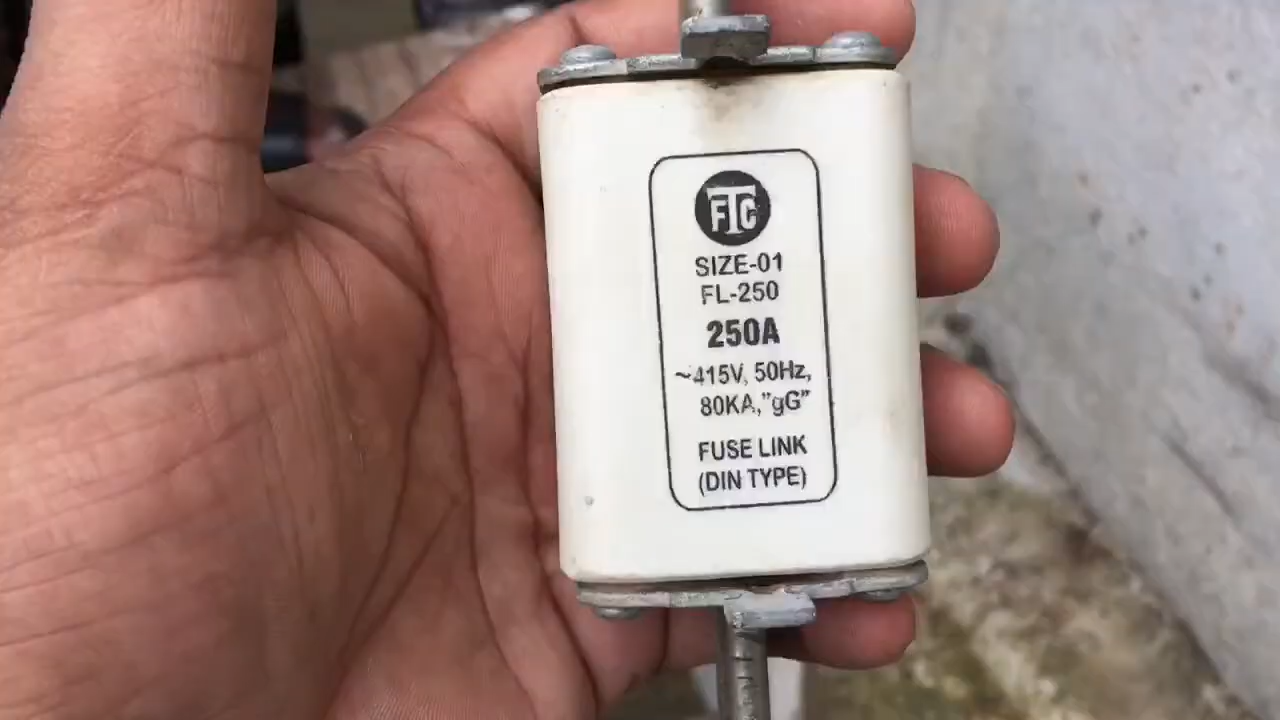 FTC
SIZE-01
FL-250
250A
~415V, 50Hz,
80KA,"gG"
FUSE LINK
(DIN TYPE)